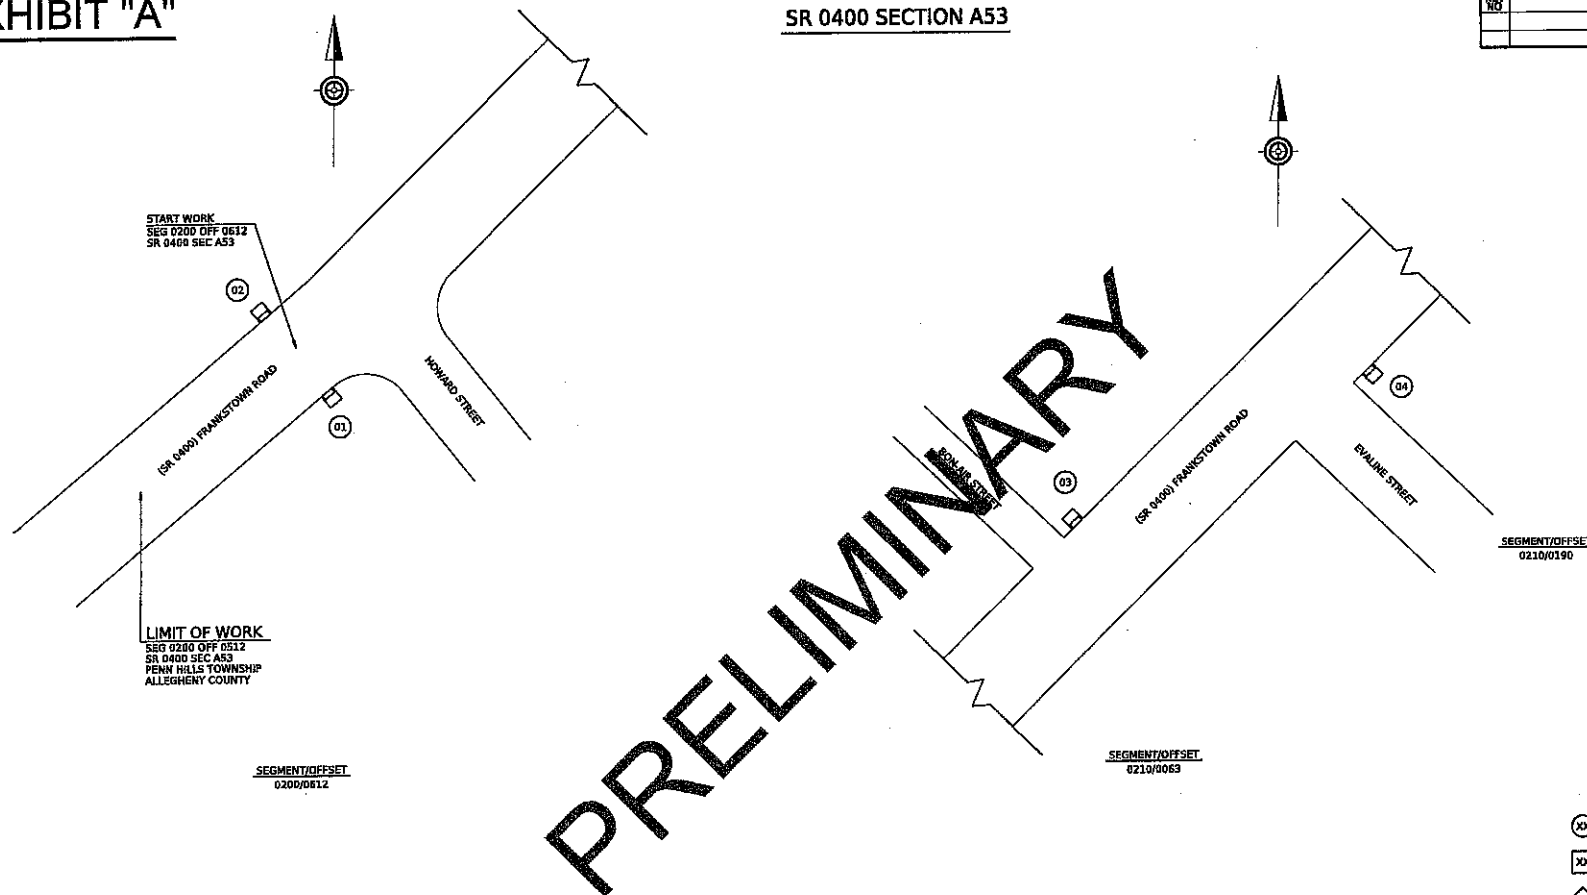 XHIBIT "A"
SR 0400 SECTION A53
NO
START WORK
SEG 0200 OFF 0612
SR 0400 SEC A53
02
(SR 0400) FRANKSTOWN ROAD
HOWARD STREET
01
LIMIT OF WORK
SEG 0200 OFF 0512
SR 0400 SEC A53
PENN HILLS TOWNSHIP
ALLEGHENY COUNTY
SEGMENT/OFFSET
0200/0612
PRELIMINARY
BON-AIR STREET
03
(SR 0400) FRANKSTOWN ROAD
04
EVALINE STREET
SEGMENT/OFFSET
0210/0190
SEGMENT/OFFSET
0210/0063